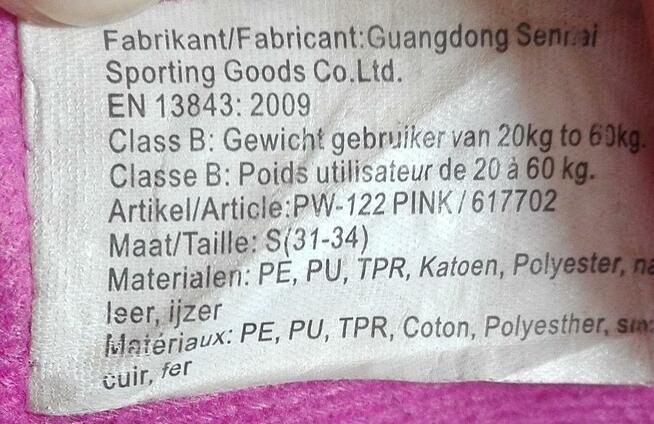 Fabrikant/Fabricant:Guangdong
Sporting Goods Co.Ltd.
EN 13843: 2009
Class B: Gewicht gebruiker van 20kg to 60kg.
Classe B: Poids utilisateur de 20 à 60 kg.
Artikel/Article:PW-122 PINK/617702
Maat/Taille: S(31-34)
Materialen: PE, PU, TPR, Katoen, Polyester,
leer, ijzer
Matériaux: PE, PU, TPR, Coton, Polyesther,
cuir, fer